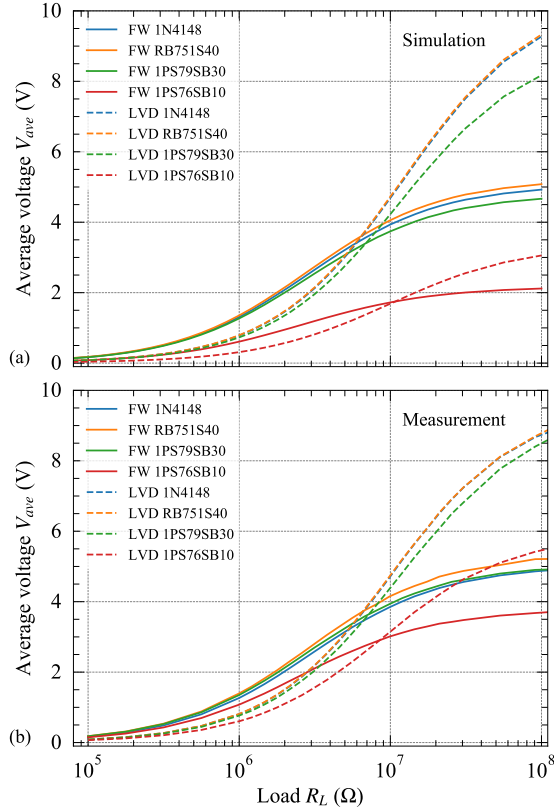 10
8
6
4
2
0
Average voltage V_ave (V)
(a)
FW 1N4148
FW RB751S40
FW 1PS79SB30
FW 1PS76SB10
LVD 1N4148
LVD RB751S40
LVD 1PS79SB30
LVD 1PS76SB10
Simulation
10
8
6
4
2
0
Average voltage V_ave (V)
(b)
FW 1N4148
FW RB751S40
FW 1PS79SB30
FW 1PS76SB10
LVD 1N4148
LVD RB751S40
LVD 1PS79SB30
LVD 1PS76SB10
Measurement
10^5 10^6 10^7 10^8
Load R_L (Ω)